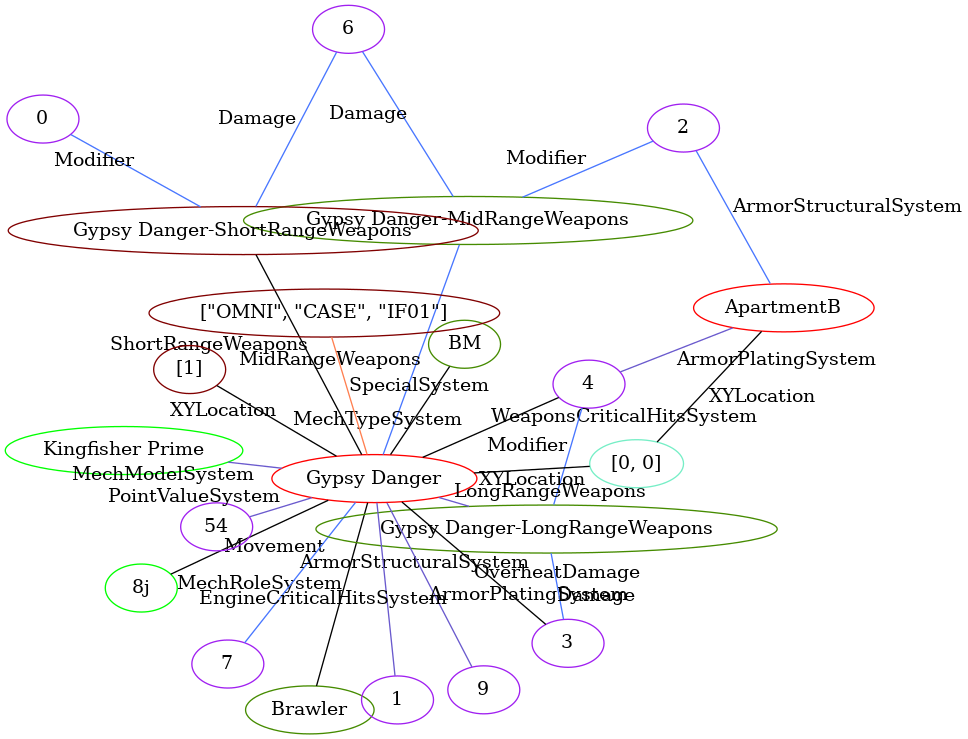 6
0
Damage
Damage
2
Modifier
Modifier
ArmorStructuralSystem
Gypsy Danger-MidRangeWeapons
Gypsy Danger-ShortRangeWeapons
["OMNI", "CASE", "IF01"]
ApartmentB
ShortRangeWeapons
BM
MidRangeWeapons
ArmorPlatingSystem
[1]
SpecialSystem
4
XYLocation
XYLocation
MechTypeSystem
WeaponsCriticalHitsSystem
Modifier
Kingfisher Prime
[0, 0]
MechModelSystem
Gypsy Danger
XYLocation
LongRangeWeapons
PointValueSystem
54
Gypsy Danger-LongRangeWeapons
Movement
ArmorStructuralSystem
OverheatDamage
8j
MechRoleSystem
EngineCriticalHitsSystem
ArmorPlatingSystem
Damage
3
7
9
1
Brawler